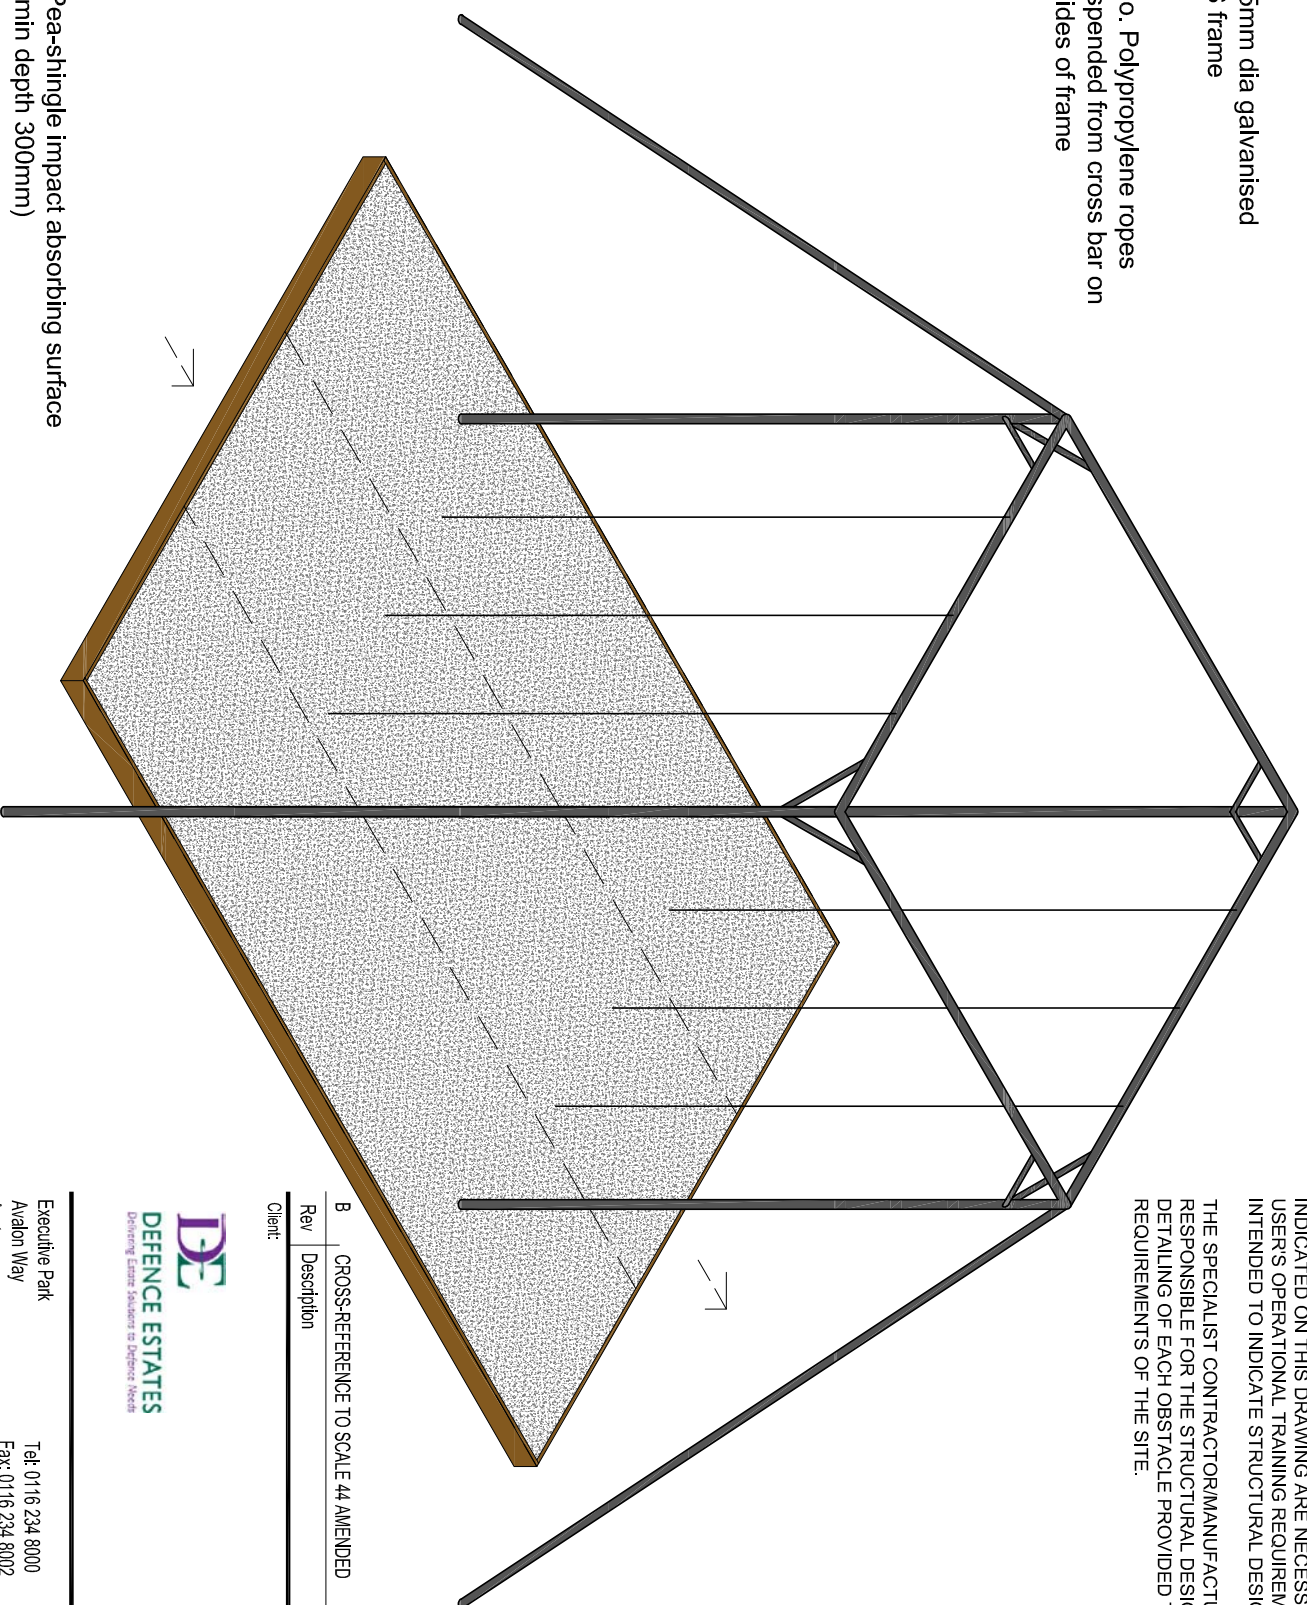 5mm dia galvanised
frame
o. Polypropylene ropes
spended from cross bar on
ides of frame
Pea-shingle impact absorbing surface
min depth 300mm)
INDICATED ON THIS DRAWING ARE NECESS
USER'S OPERATIONAL TRAINING REQUIREM
INTENDED TO INDICATE STRUCTURAL DESIG
THE SPECIALIST CONTRACTOR/MANUFACTU
RESPONSIBLE FOR THE STRUCTURAL DESIG
DETAILING OF EACH OBSTACLE PROVIDED T
REQUIREMENTS OF THE SITE.
B CROSS-REFERENCE TO SCALE 44 AMENDED
Rev Description
Client:
DE
DEFENCE ESTATES
Delivering Estate Solutions to Defence Needs
Executive Park
Avalon Way
Tel: 0116 234 8000
Fax: 0116 234 8002